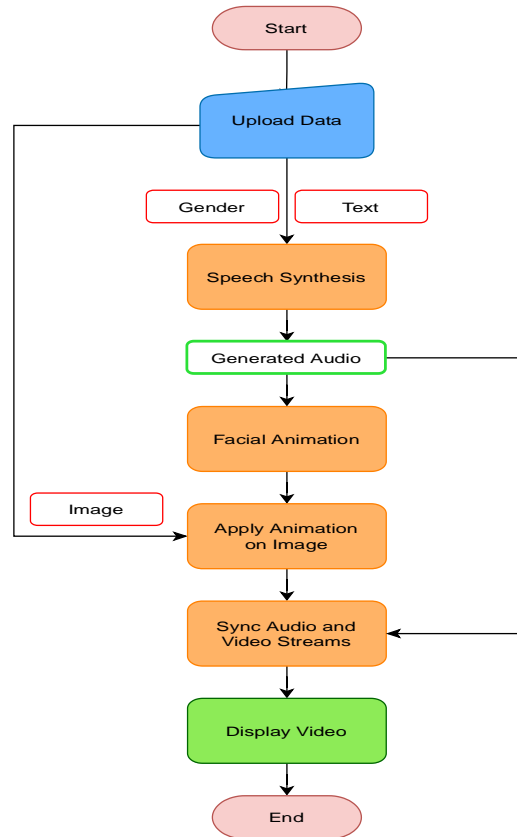 Start
Upload Data
Gender
Text
Speech Synthesis
Generated Audio
Facial Animation
Image
Apply Animation
on Image
Sync Audio and
Video Streams
Display Video
End